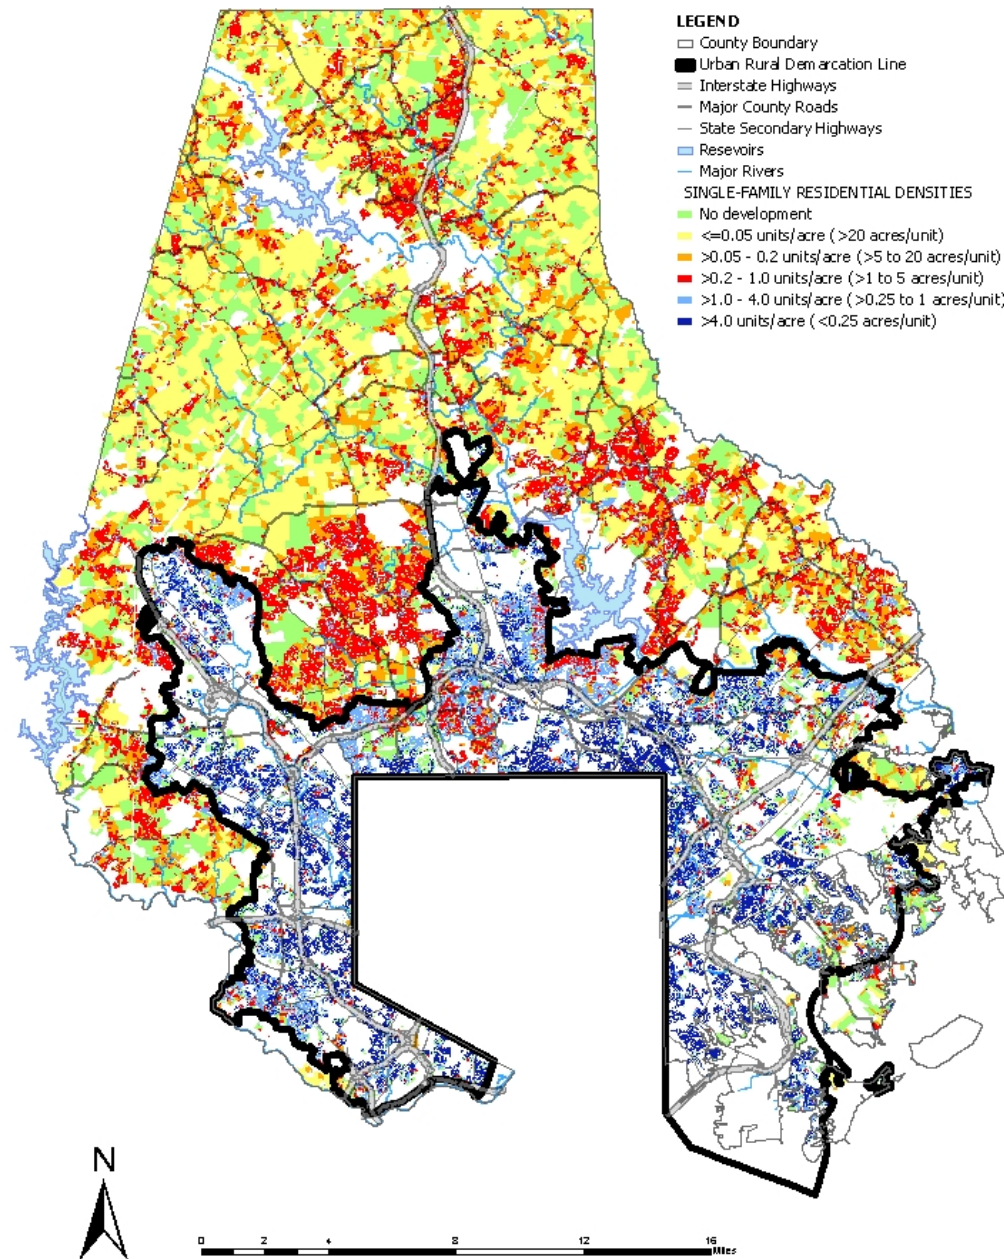 LEGEND
County Boundary
Urban Rural Demarcation Line
Interstate Highways
Major County Roads
State Secondary Highways
Resevoirs
Major Rivers
SINGLE-FAMILY RESIDENTIAL DENSITIES
No development
<=0.05 units/acre (>20 acres/unit)
>0.05 - 0.2 units/acre (>5 to 20 acres/unit)
>0.2 - 1.0 units/acre (>1 to 5 acres/unit)
>1.0 - 4.0 units/acre (>0.25 to 1 acres/unit)
>4.0 units/acre (<0.25 acres/unit)
N
0 2 4 8 12 16
Miles